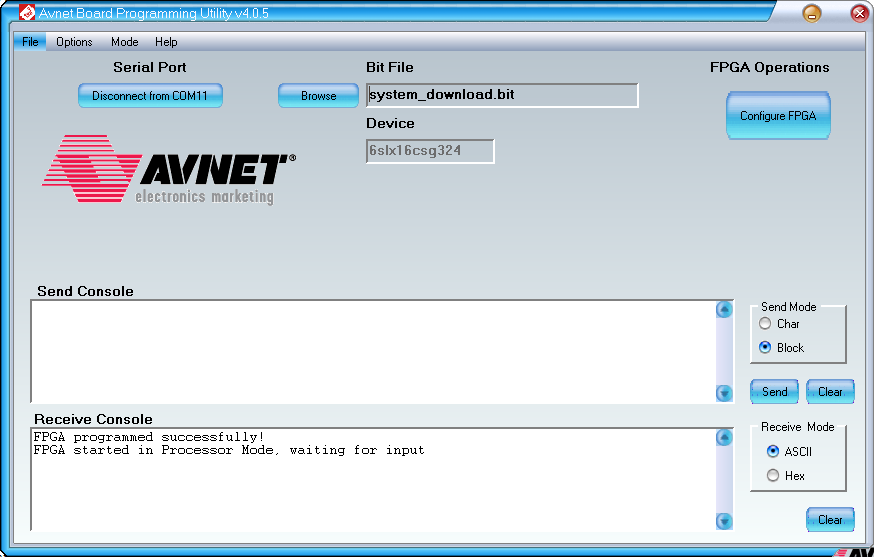 Avnet Board Programming Utility v4.0.5
File Options Mode Help
Serial Port
Bit File
FPGA Operations
Disconnect from COM11
Browse
system_download.bit
Configure FPGA
Device
6slx16csg324
AVNET®
electronics marketing
Send Console
Send Mode
Char
Block
Send
Clear
Receive Console
FPGA programmed successfully!
FPGA started in Processor Mode, waiting for input
Receive Mode
ASCII
Hex
Clear